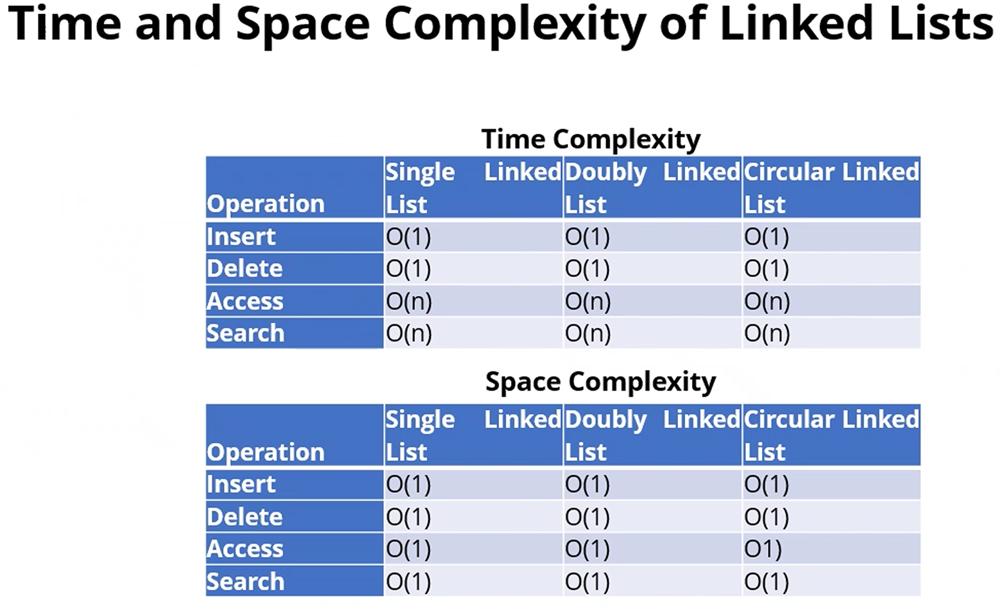 Time and Space Complexity of Linked Lists
Time Complexity
Operation Single Linked List Doubly Linked List Circular Linked List
Insert O(1) O(1) O(1)
Delete O(1) O(1) O(1)
Access O(n) O(n) O(n)
Search O(n) O(n) O(n)
Space Complexity
Operation Single Linked List Doubly Linked List Circular Linked List
Insert O(1) O(1) O(1)
Delete O(1) O(1) O(1)
Access O(1) O(1) O1)
Search O(1) O(1) O(1)